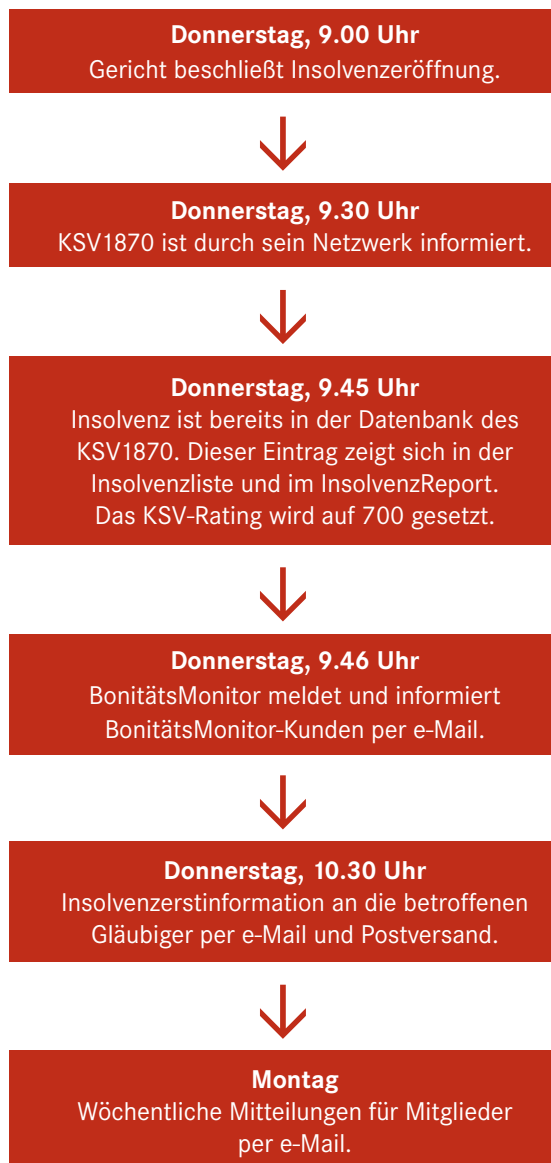 Donnerstag, 9.00 Uhr
Gericht beschließt Insolvenzeröffnung.
Donnerstag, 9.30 Uhr
KSV1870 ist durch sein Netzwerk informiert.
Donnerstag, 9.45 Uhr
Insolvenz ist bereits in der Datenbank des
KSV1870. Dieser Eintrag zeigt sich in der
Insolvenzliste und im InsolvenzReport.
Das KSV-Rating wird auf 700 gesetzt.
Donnerstag, 9.46 Uhr
BonitätsMonitor meldet und informiert
BonitätsMonitor-Kunden per e-Mail.
Donnerstag, 10.30 Uhr
Insolvenzerstinformation an die betroffenen
Gläubiger per e-Mail und Postversand.
Montag
Wöchentliche Mitteilungen für Mitglieder
per e-Mail.